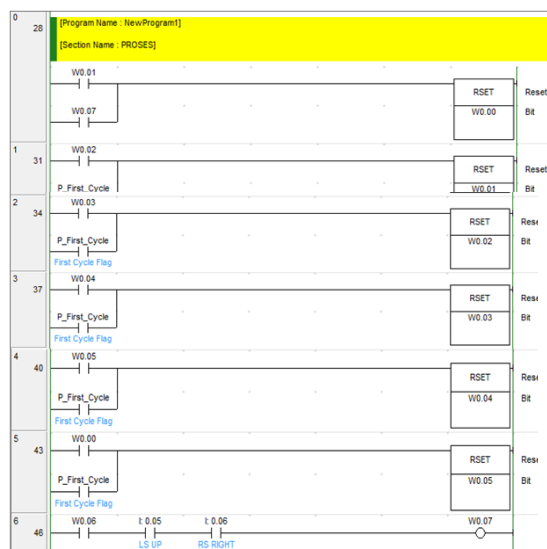 0
28
[Program Name : NewProgram1]
[Section Name : PROSES]
W0.01
RSET Reset
W0.07 W0.00 Bit
1
31
W0.02
RSET Reset
P_First_Cycle W0.01 Bit
2
34
W0.03
RSET Rese
P_First_Cycle W0.02 Bit
First Cycle Flag
3
37
W0.04
RSET Rese
P_First_Cycle W0.03 Bit
First Cycle Flag
4
40
W0.05
RSET Rese
P_First_Cycle W0.04 Bit
First Cycle Flag
5
43
W0.00
RSET Rese
P_First_Cycle W0.05 Bit
First Cycle Flag
6
46
W0.06 I: 0.05 I: 0.06 W0.07
LS UP RS RIGHT